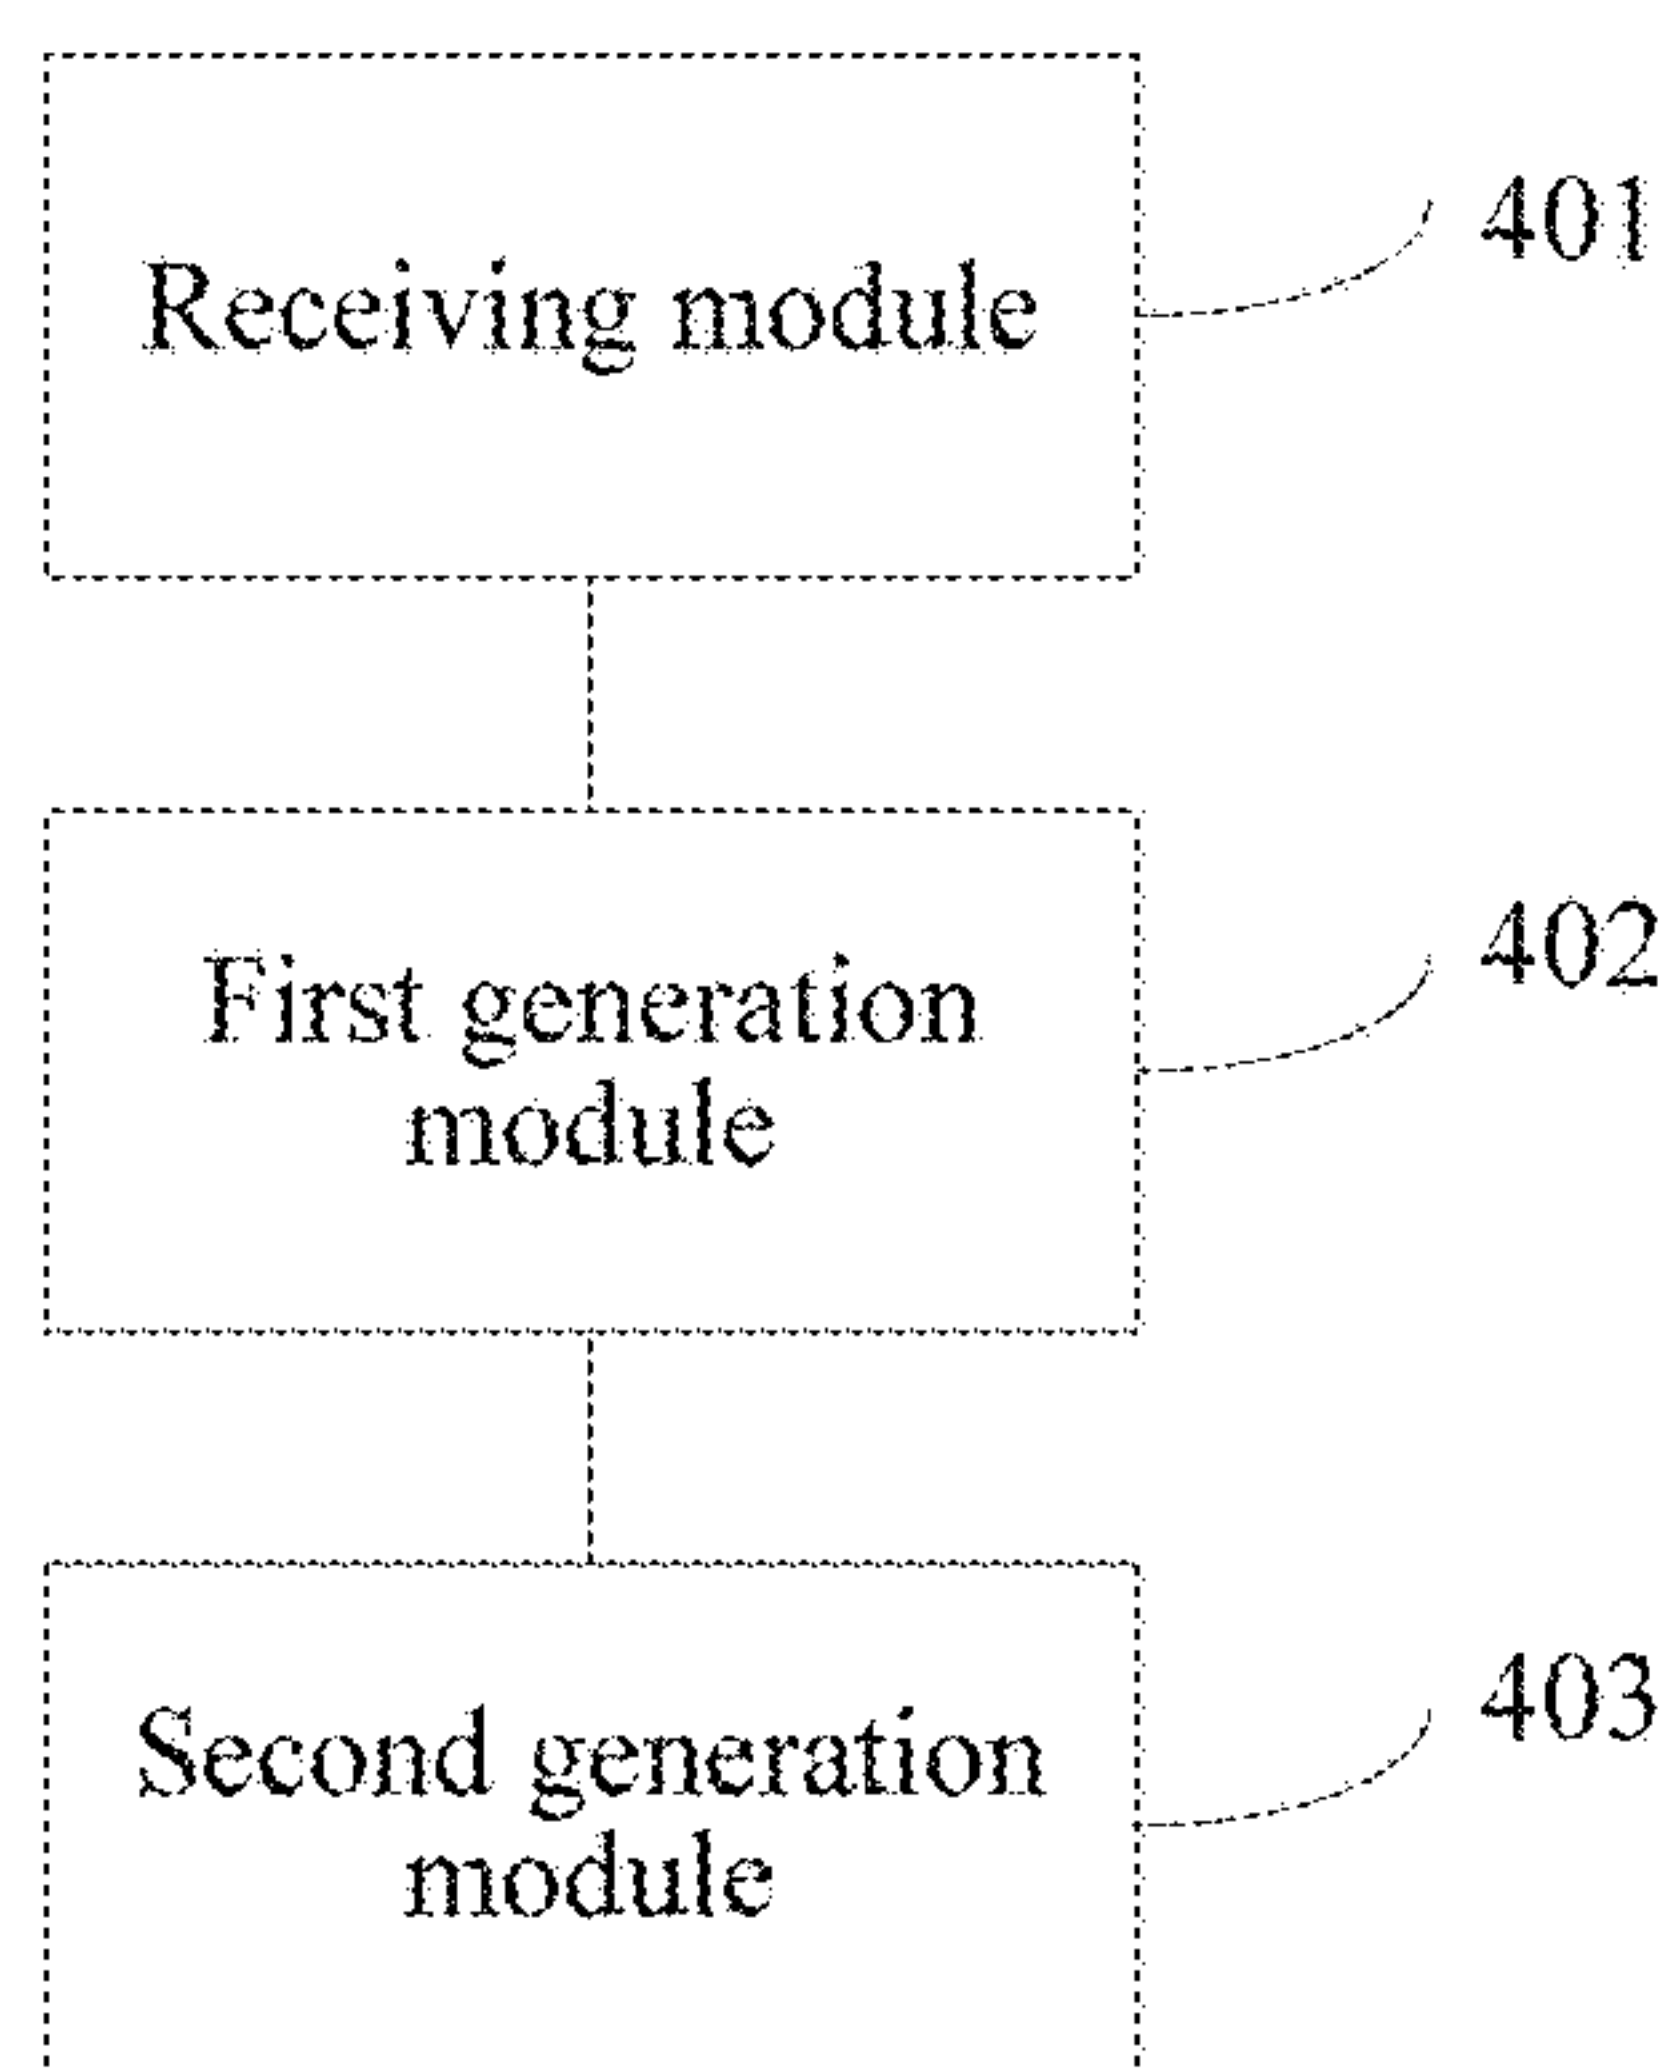 Receiving module
401
First generation
module
402
Second generation
module
403